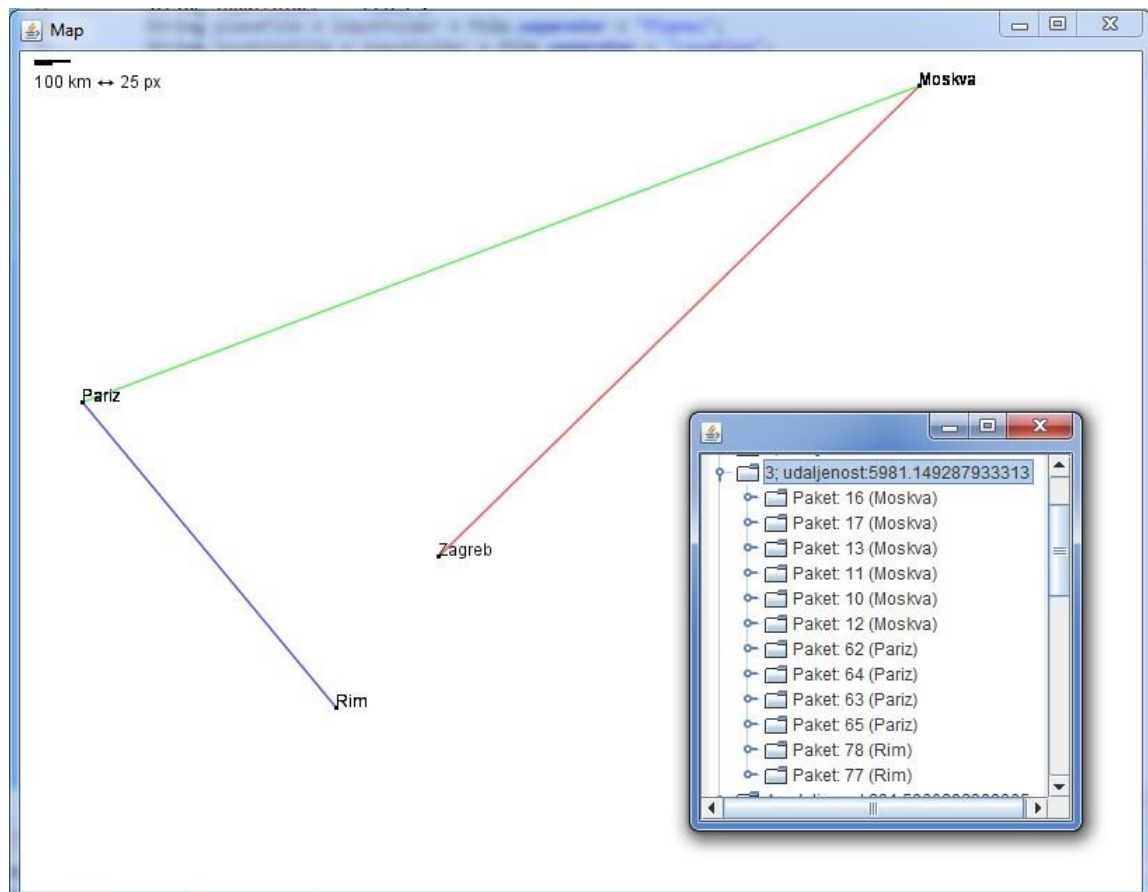 Map
100 km ↔ 25 px
Moskva
Pariz
Zagreb
Rim
3; udaljenost:5981.149287933313
Paket: 16 (Moskva)
Paket: 17 (Moskva)
Paket: 13 (Moskva)
Paket: 11 (Moskva)
Paket: 10 (Moskva)
Paket: 12 (Moskva)
Paket: 62 (Pariz)
Paket: 64 (Pariz)
Paket: 63 (Pariz)
Paket: 65 (Pariz)
Paket: 78 (Rim)
Paket: 77 (Rim)